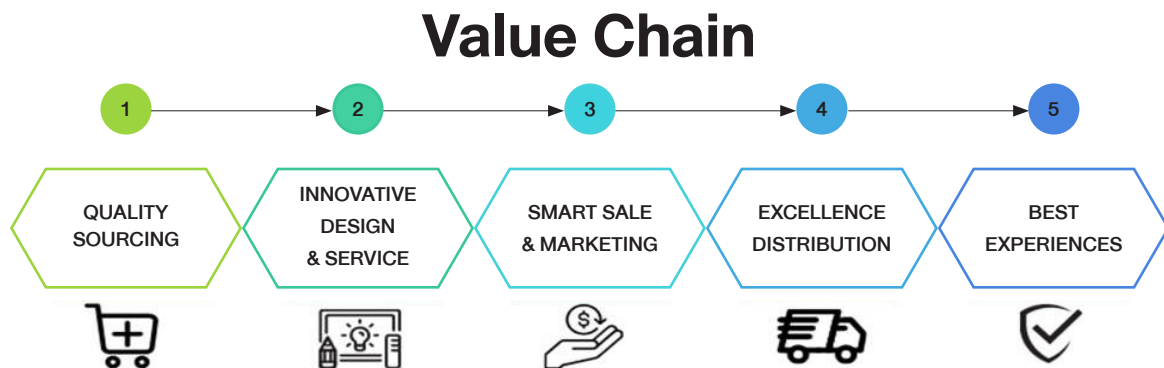 Value Chain
1
2
3
4
5
QUALITY
SOURCING
INNOVATIVE
DESIGN
& SERVICE
SMART SALE
& MARKETING
EXCELLENCE
DISTRIBUTION
BEST
EXPERIENCES
$